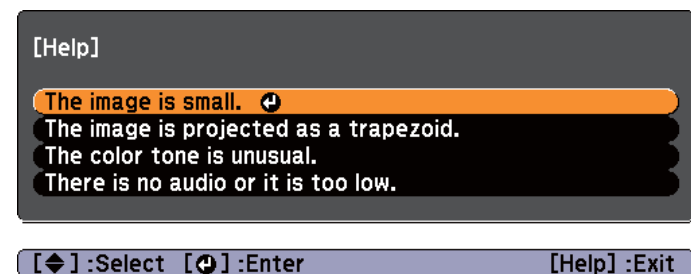 [Help]
The image is small.
The image is projected as a trapezoid.
The color tone is unusual.
There is no audio or it is too low.
[◆] :Select [⏎] :Enter [Help] :Exit